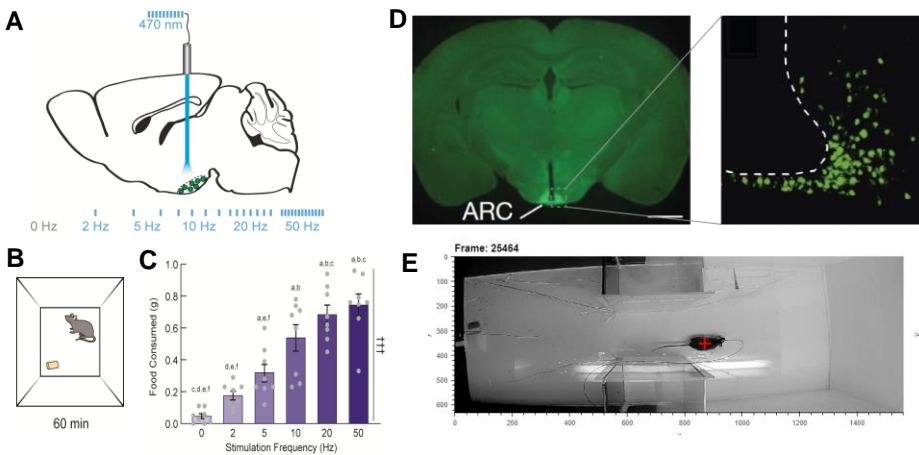 A
470 nm
0 Hz 2 Hz 5 Hz 10 Hz 20 Hz 50 Hz
B
60 min
C
Food Consumed (g)
1.0
0.8
0.6
0.4
0.2
0.0
c,d,e,f
d,e,f
a,e,f
a,b
a,b,c
a,b,c
†††
0 2 5 10 20 50
Stimulation Frequency (Hz)
D
ARC
E
Frame: 25464
0
100
200
300
400
500
600
0 200 400 600 800 1000 1200 1400